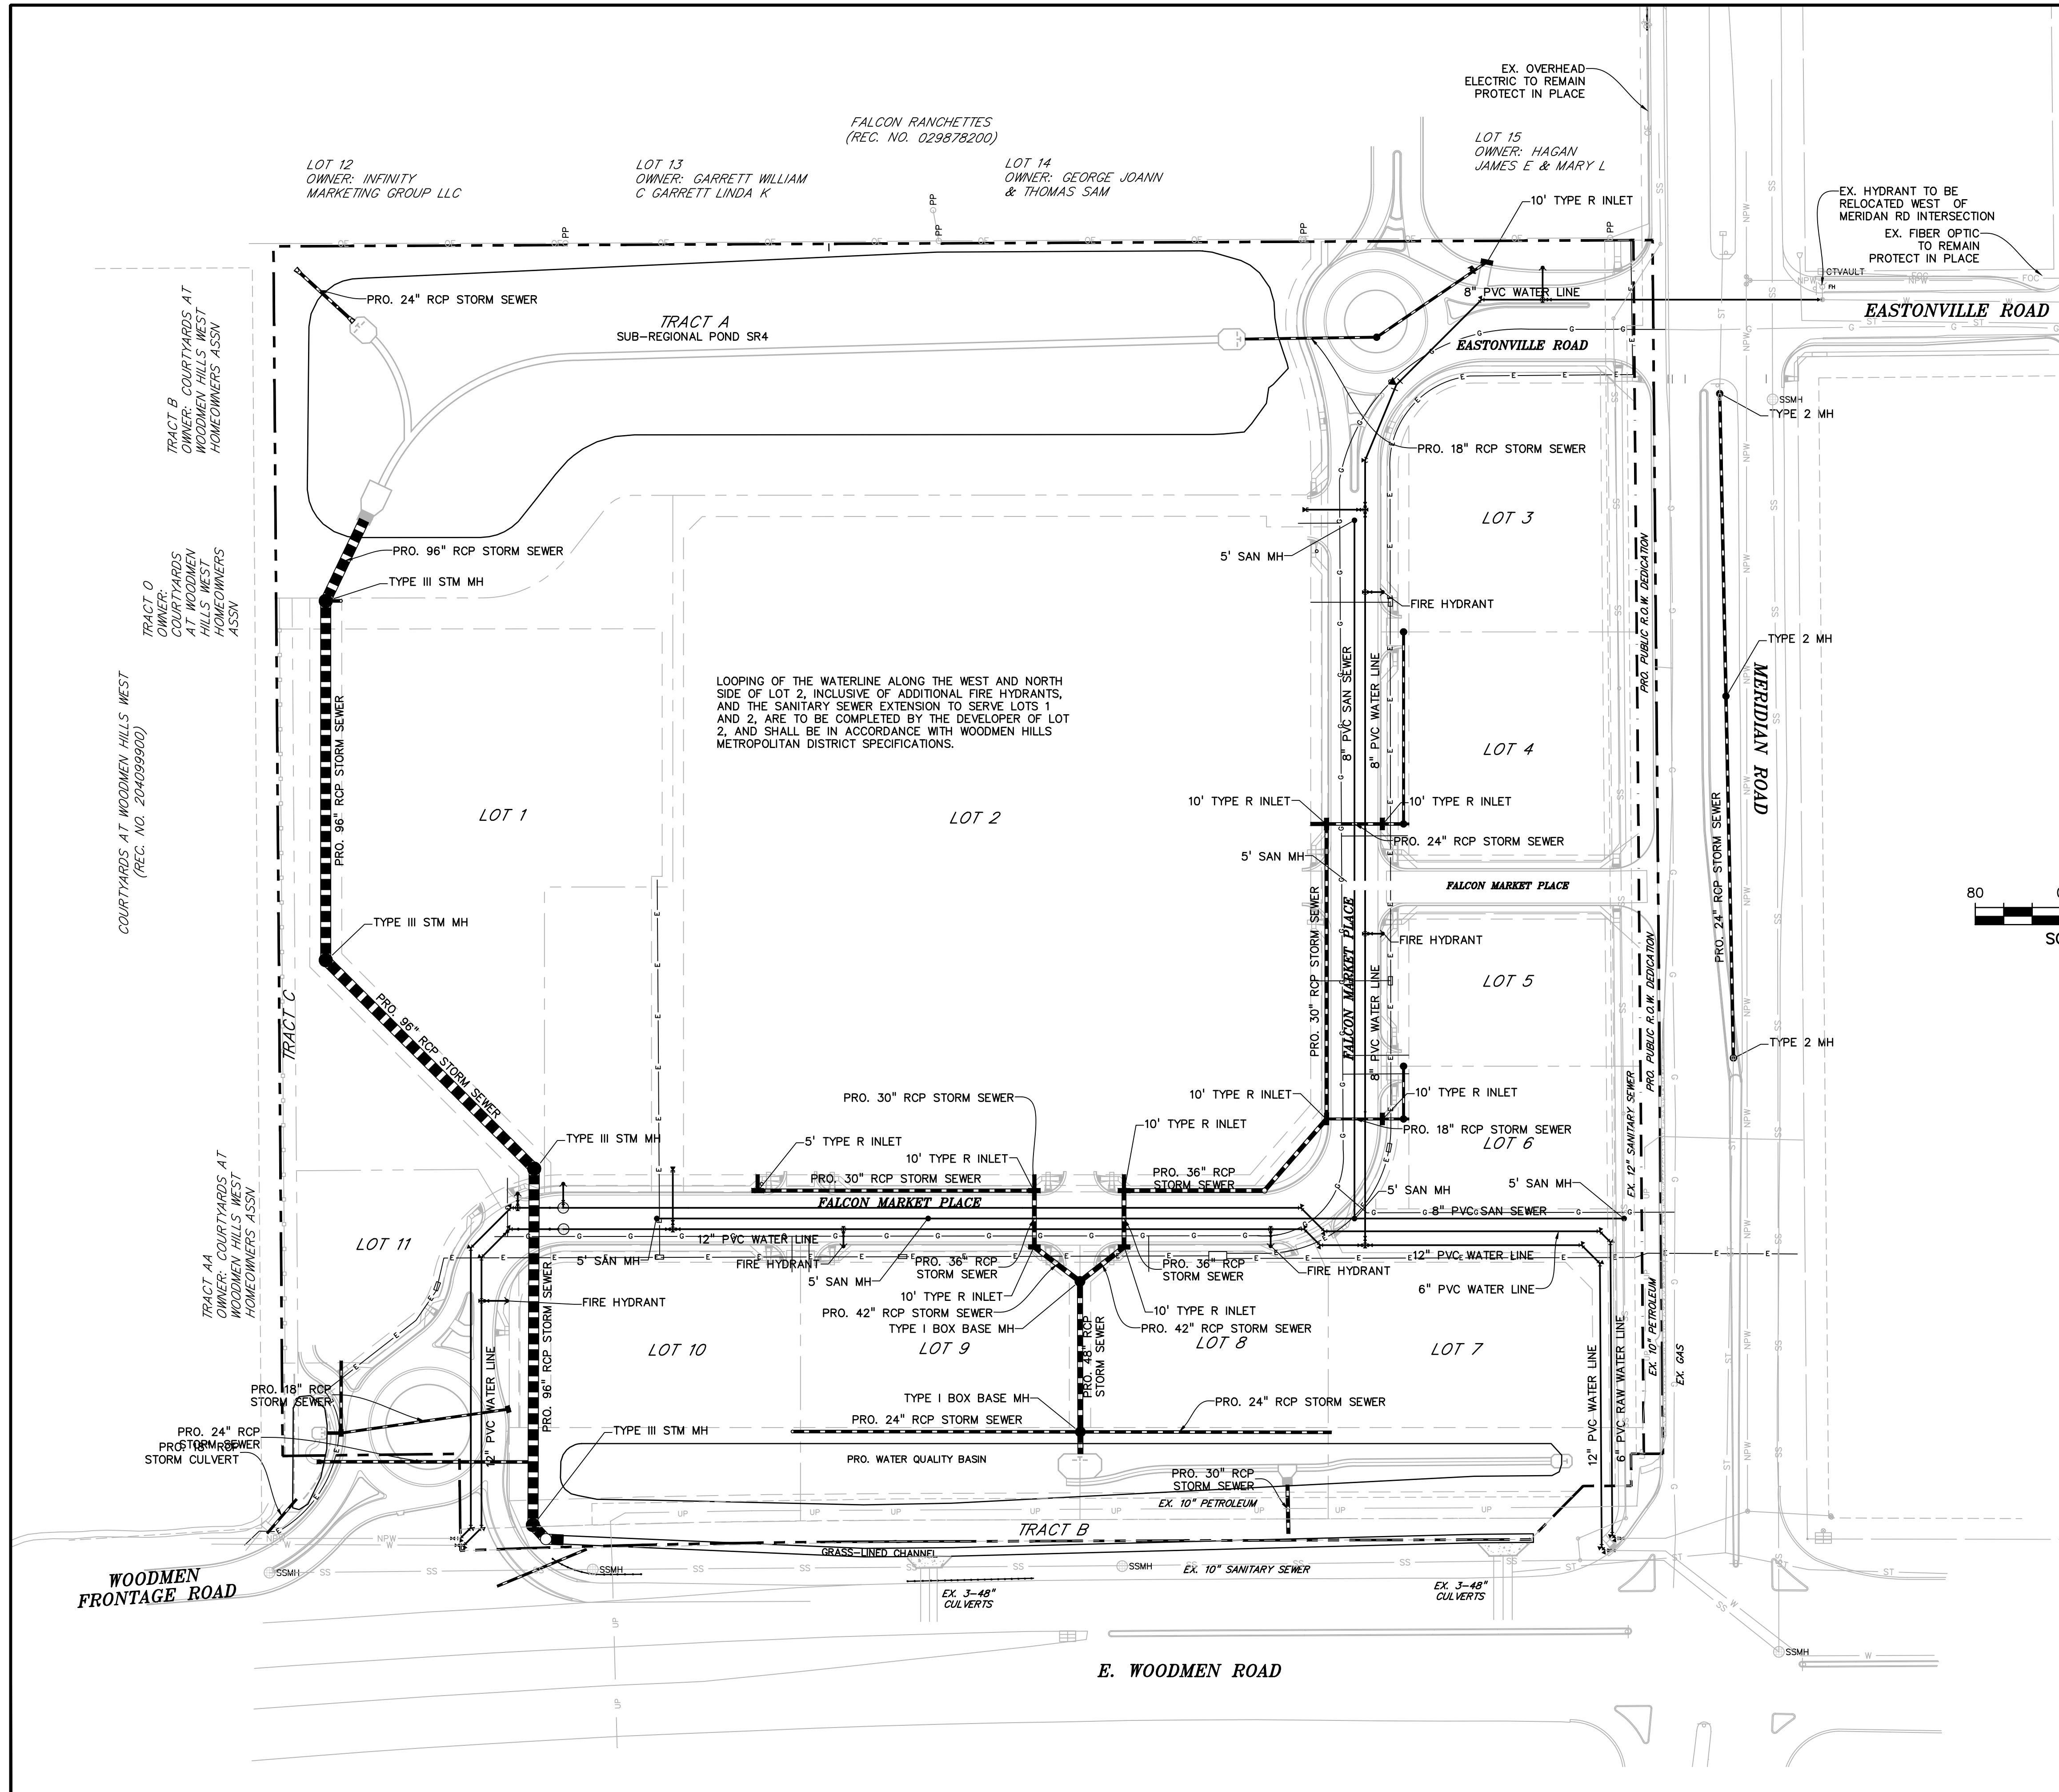 EX. OVERHEAD
ELECTRIC TO REMAIN
PROTECT IN PLACE
FALCON RANCHETTES
(REC. NO. 029878200)
LOT 12
OWNER: INFINITY
MARKETING GROUP LLC
LOT 13
OWNER: GARRETT WILLIAM
C GARRETT LINDA K
LOT 14
OWNER: GEORGE JOANN
& THOMAS SAM
LOT 15
OWNER: HAGAN
JAMES E & MARY L
10' TYPE R INLET
EX. HYDRANT TO BE
RELOCATED WEST OF
MERIDAN RD INTERSECTION
EX. FIBER OPTIC
TO REMAIN
PROTECT IN PLACE
PP
PP
PP
PP
PP
CTVAULT
FH
FOC
FOC
EASTONVILLE ROAD
PRO. 24" RCP STORM SEWER
TRACT A
SUB-REGIONAL POND SR4
8" PVC WATER LINE
EASTONVILLE ROAD
TRACT B
OWNER: COURTYARDS AT
WOODMEN HILLS WEST
HOMEOWNERS ASSN
SSMH
TYPE 2 MH
PRO. 18" RCP STORM SEWER
LOT 3
PRO. 96" RCP STORM SEWER
TYPE III STM MH
5' SAN MH
FIRE HYDRANT
PRO. PUBLIC R.O.W. DEDICATION
TRACT O
OWNER:
COURTYARDS
AT WOODMEN
HILLS WEST
HOMEOWNERS
ASSN
TYPE 2 MH
MERIDIAN ROAD
COURTYARDS AT WOODMEN HILLS WEST
(REC. NO. 204099900)
PRO. 96" RCP STORM SEWER
LOOPING OF THE WATERLINE ALONG THE WEST AND NORTH
SIDE OF LOT 2, INCLUSIVE OF ADDITIONAL FIRE HYDRANTS,
AND THE SANITARY SEWER EXTENSION TO SERVE LOTS 1
AND 2, ARE TO BE COMPLETED BY THE DEVELOPER OF LOT
2, AND SHALL BE IN ACCORDANCE WITH WOODMEN HILLS
METROPOLITAN DISTRICT SPECIFICATIONS.
8" PVC SAN SEWER
8" PVC WATER LINE
LOT 4
LOT 1
LOT 2
10' TYPE R INLET
10' TYPE R INLET
PRO. 24" RCP STORM SEWER
5' SAN MH
FALCON MARKET PLACE
PRO. 24" RCP STORM SEWER
80
TYPE III STM MH
FIRE HYDRANT
PRO. 30" RCP STORM SEWER
FALCON MARKET PLACE
8" PVC WATER LINE
LOT 5
PRO. PUBLIC R.O.W. DEDICATION
TRACT C
PRO. 96" RCP STORM SEWER
TYPE 2 MH
PRO. 30" RCP STORM SEWER
10' TYPE R INLET
10' TYPE R INLET
EX. 12" SANITARY SEWER
TYPE III STM MH
5' TYPE R INLET
10' TYPE R INLET
10' TYPE R INLET
PRO. 18" RCP STORM SEWER
LOT 6
PRO. 30" RCP STORM SEWER
PRO. 36" RCP
STORM SEWER
5' SAN MH
5' SAN MH
FALCON MARKET PLACE
8" PVC SAN SEWER
TRACT AA
OWNER: COURTYARDS AT
WOODMEN HILLS WEST
HOMEOWNERS ASSN
LOT 11
12" PVC WATER LINE
5' SAN MH
FIRE HYDRANT
PRO. 36" RCP
STORM SEWER
5' SAN MH
PRO. 36" RCP
STORM SEWER
FIRE HYDRANT
12" PVC WATER LINE
6" PVC WATER LINE
FIRE HYDRANT
10' TYPE R INLET
PRO. 42" RCP STORM SEWER
TYPE I BOX BASE MH
10' TYPE R INLET
PRO. 42" RCP STORM SEWER
EX. 10" PETROLEUM
EX. GAS
PRO. 96" RCP STORM SEWER
12" PVC WATER LINE
LOT 10
LOT 9
PRO. 48" RCP
STORM SEWER
LOT 8
LOT 7
12" PVC WATER LINE
6" PVC RAW WATER LINE
PRO. 18" RCP
STORM SEWER
TYPE I BOX BASE MH
PRO. 24" RCP STORM SEWER
PRO. 24" RCP STORM SEWER
PRO. 24" RCP
STORM SEWER
PRO. 18" RCP
STORM CULVERT
TYPE III STM MH
PRO. WATER QUALITY BASIN
PRO. 30" RCP
STORM SEWER
EX. 10" PETROLEUM
TRACT B
GRASS-LINED CHANNEL
SSMH
SSMH
SSMH
EX. 10" SANITARY SEWER
WOODMEN
FRONTAGE ROAD
EX. 3-48"
CULVERTS
EX. 3-48"
CULVERTS
SSMH
E. WOODMEN ROAD